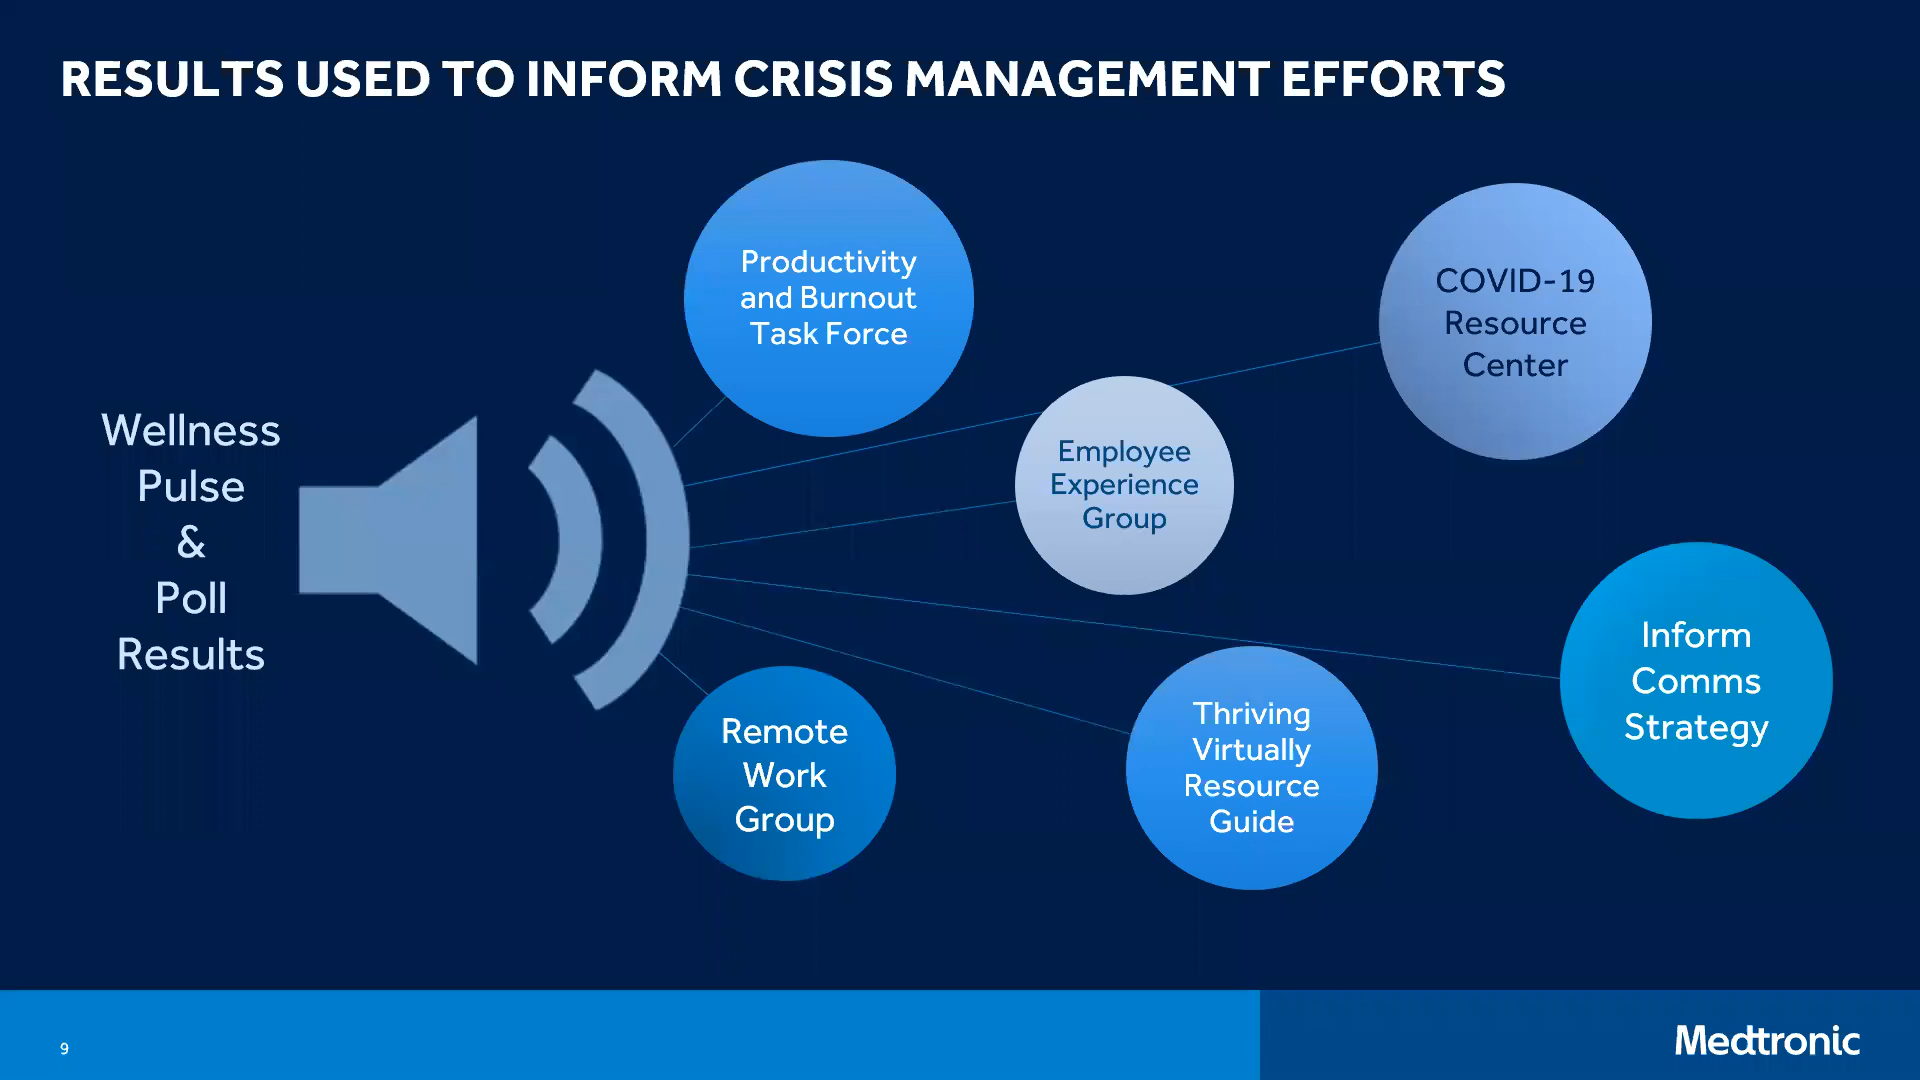 RESULTS USED TO INFORM CRISIS MANAGEMENT EFFORTS
Wellness
Pulse
&
Poll
Results
Productivity
and Burnout
Task Force
COVID-19
Resource
Center
Employee
Experience
Group
Inform
Comms
Strategy
Thriving
Virtually
Resource
Guide
Remote
Work
Group
9
Medtronic